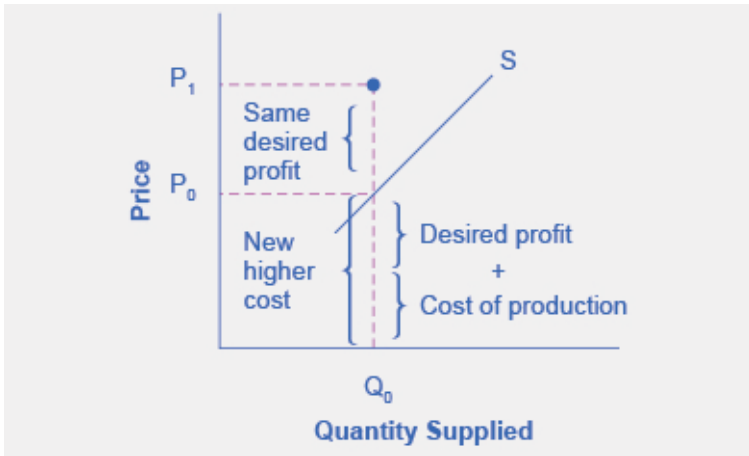 S
P₁
Same
desired
profit
Price
P₀
New
higher
cost
Desired profit
+
Cost of production
Q₀
Quantity Supplied